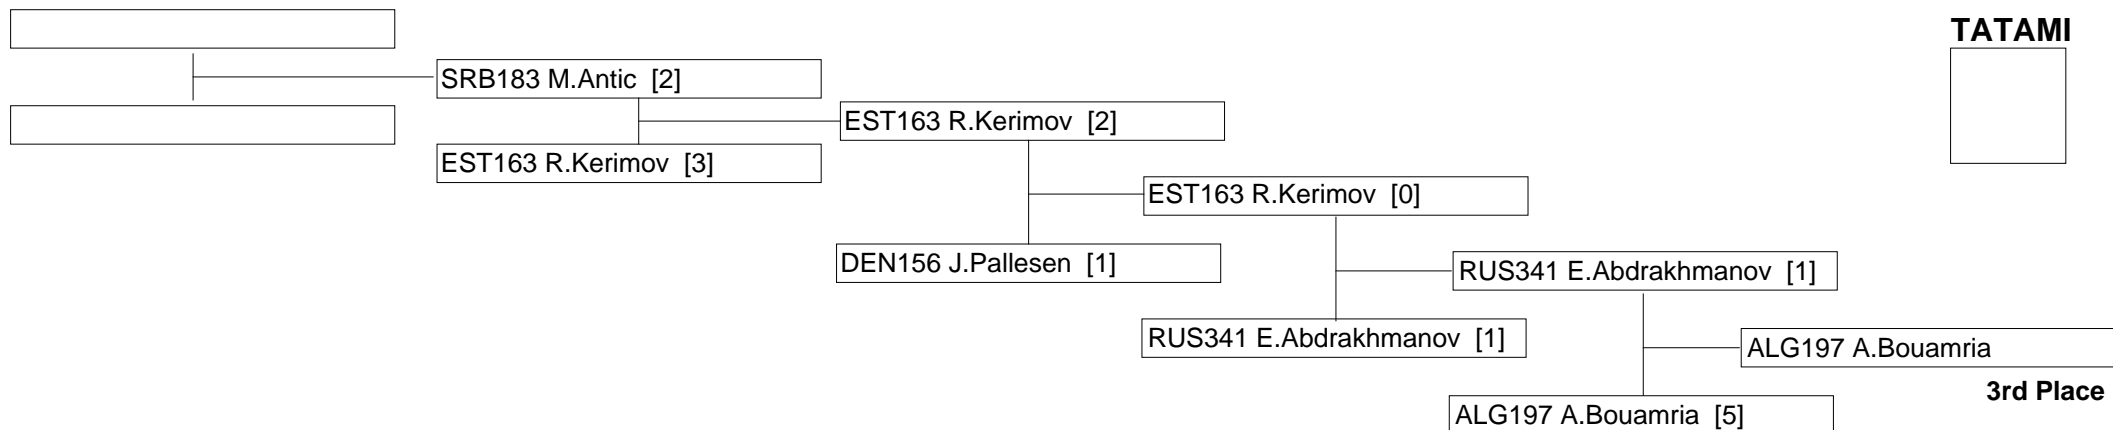 TATAMI
SRB183 M.Antic [2]
EST163 R.Kerimov [2]
EST163 R.Kerimov [3]
EST163 R.Kerimov [0]
DEN156 J.Pallesen [1]
RUS341 E.Abdrakhmanov [1]
RUS341 E.Abdrakhmanov [1]
ALG197 A.Bouamria
3rd Place
ALG197 A.Bouamria [5]